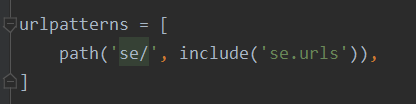 urlpatterns = [
    path('se/', include('se.urls')),
]